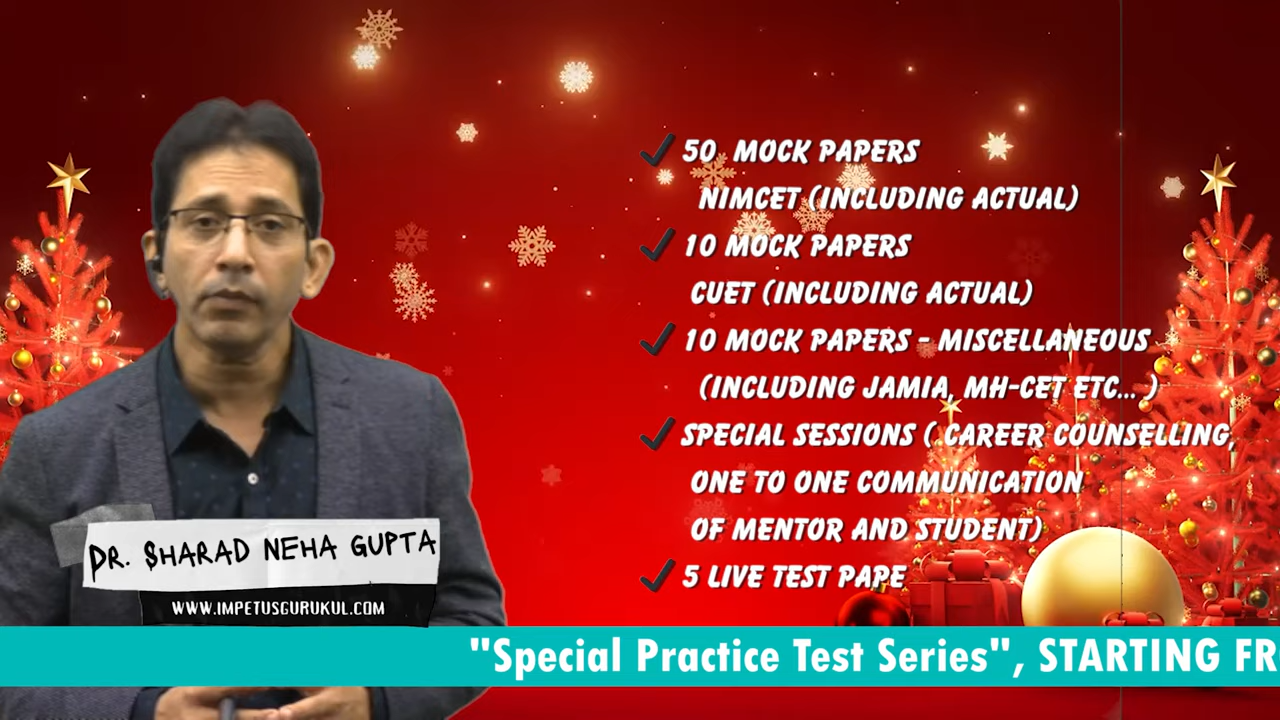 50 MOCK PAPERS
NIMCET (INCLUDING ACTUAL)
10 MOCK PAPERS
CUET (INCLUDING ACTUAL)
10 MOCK PAPERS - MISCELLANEOUS
(INCLUDING JAMIA, MH-CET ETC... )
SPECIAL SESSIONS ( CAREER COUNSELLING,
ONE TO ONE COMMUNICATION
OF MENTOR AND STUDENT)
5 LIVE TEST PAPE
DR. SHARAD NEHA GUPTA
WWW.IMPETUSGURUKUL.COM
"Special Practice Test Series", STARTING FR